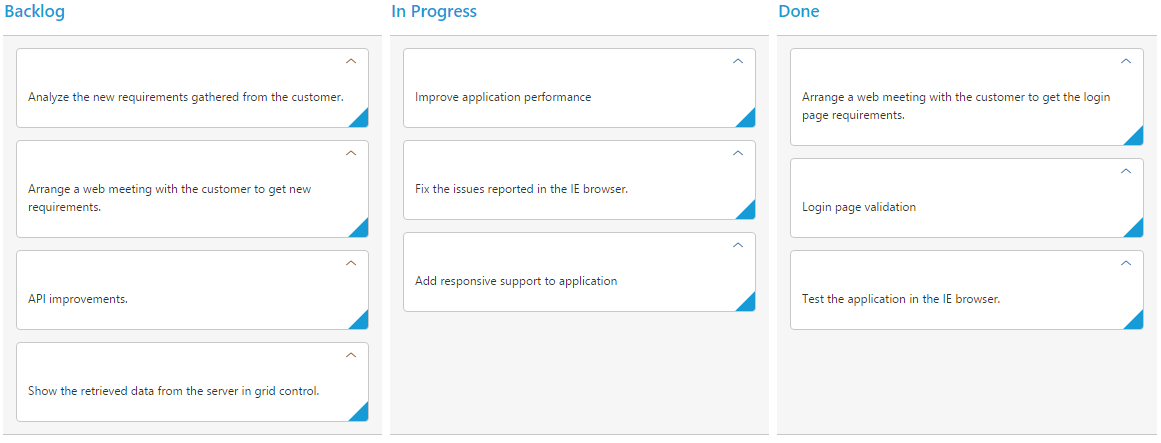 Backlog
Analyze the new requirements gathered from the customer.
Arrange a web meeting with the customer to get new
requirements.
API improvements.
Show the retrieved data from the server in grid control.
In Progress
Improve application performance
Fix the issues reported in the IE browser.
Add responsive support to application
Done
Arrange a web meeting with the customer to get the login
page requirements.
Login page validation
Test the application in the IE browser.